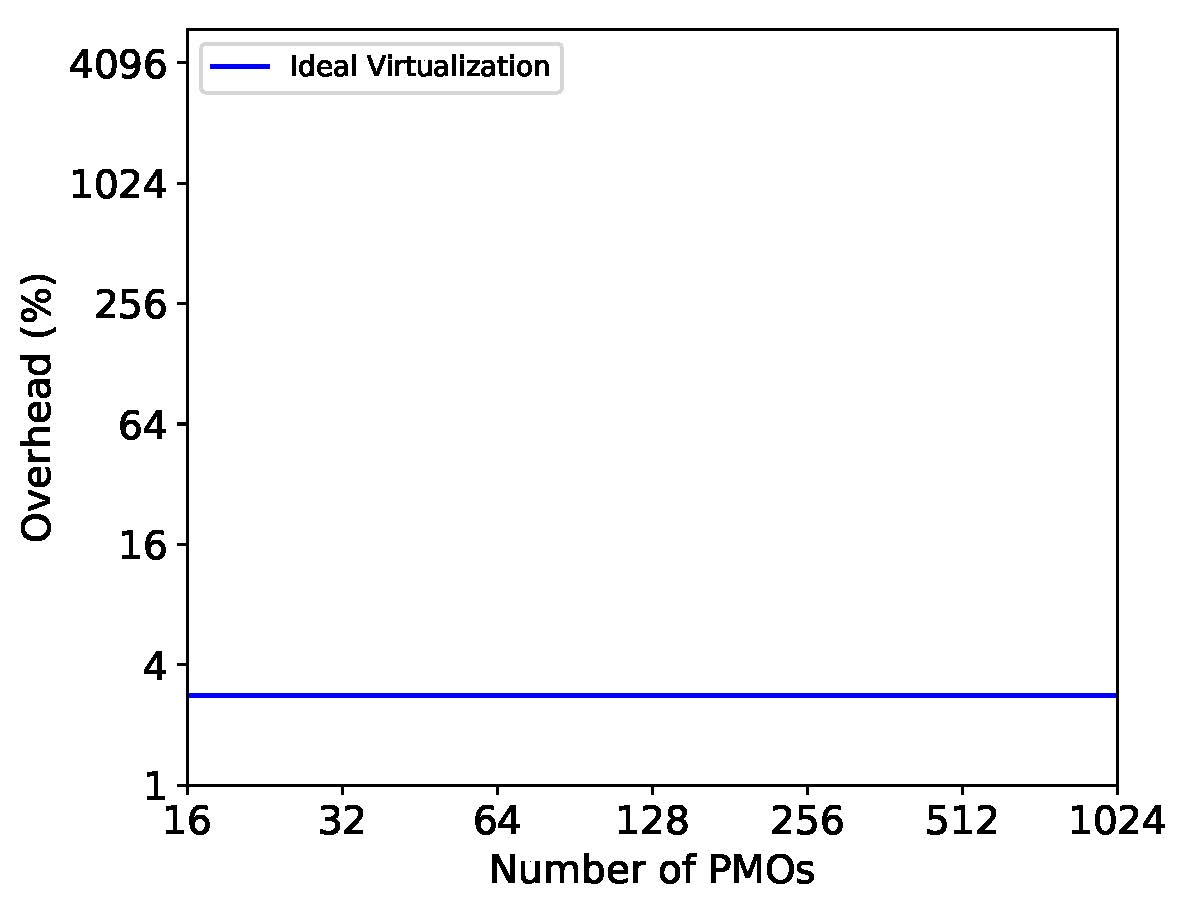 Ideal Virtualization
4096
1024
256
64
16
4
1
Overhead (%)
16 32 64 128 256 512 1024
Number of PMOs